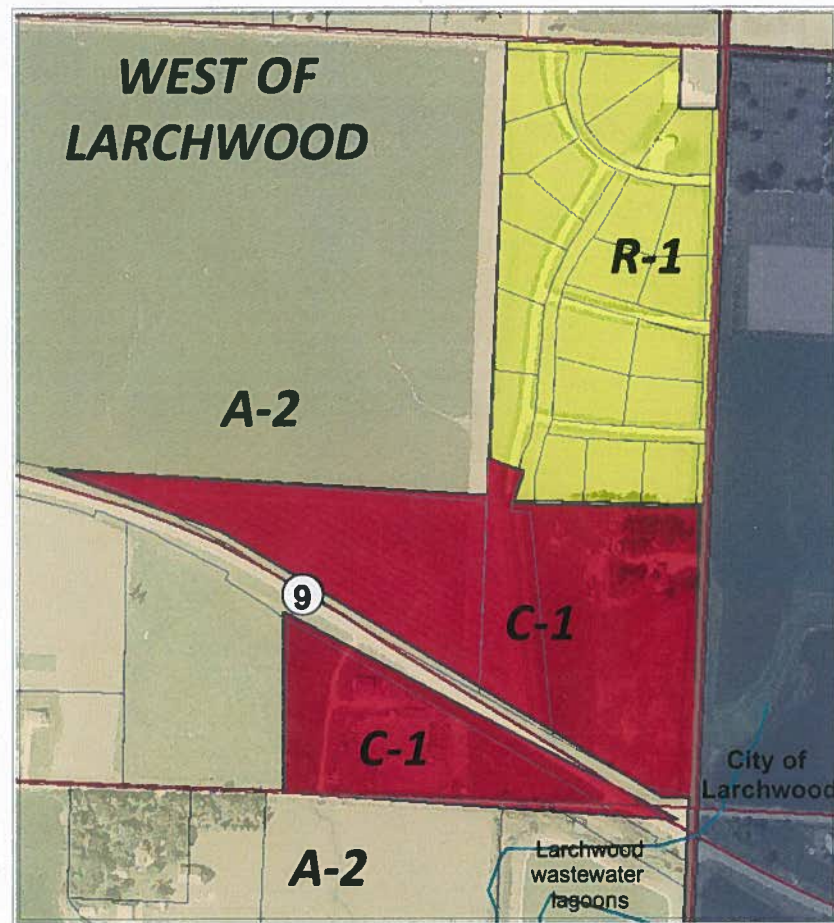 WEST OF
LARCHWOOD
R-1
A-2
9
C-1
C-1
City of
Larchwood
A-2
Larchwood
wastewater
lagoons